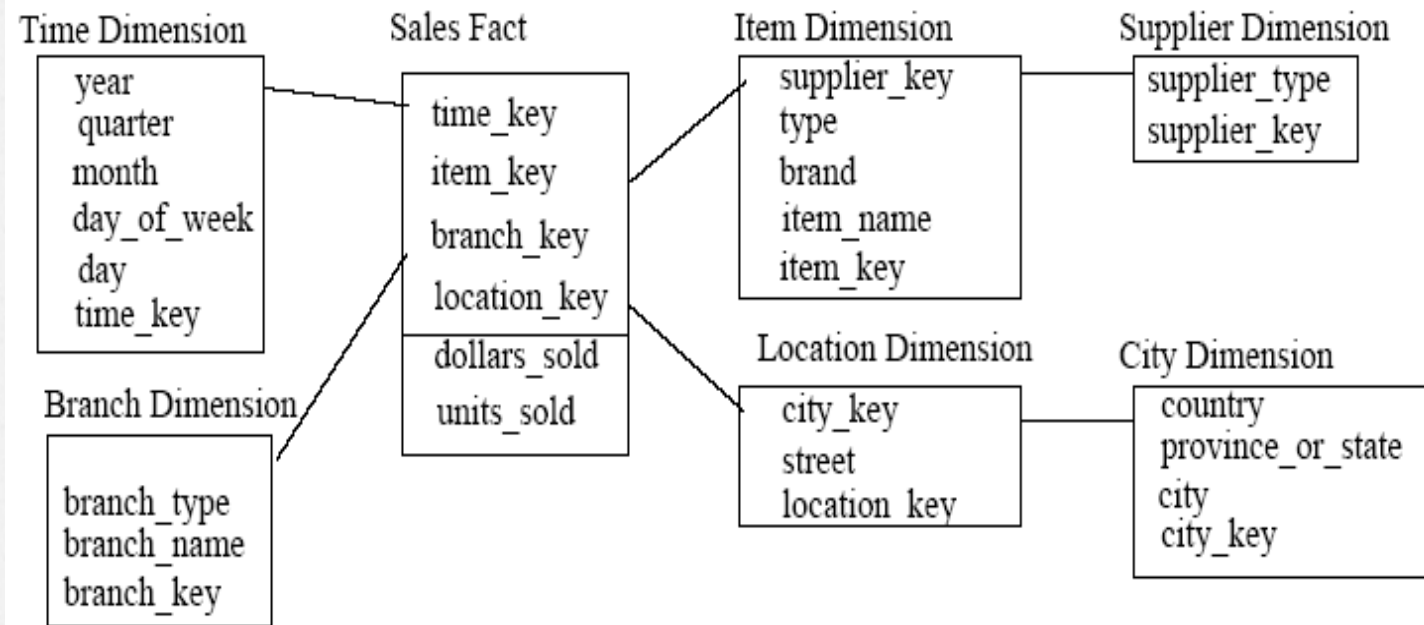 Time Dimension
year
quarter
month
day_of_week
day
time_key
Branch Dimension
branch_type
branch_name
branch_key
Sales Fact
time_key
item_key
branch_key
location_key
dollars_sold
units_sold
Item Dimension
supplier_key
type
brand
item_name
item_key
Location Dimension
city_key
street
location_key
Supplier Dimension
supplier_type
supplier_key
City Dimension
country
province_or_state
city
city_key